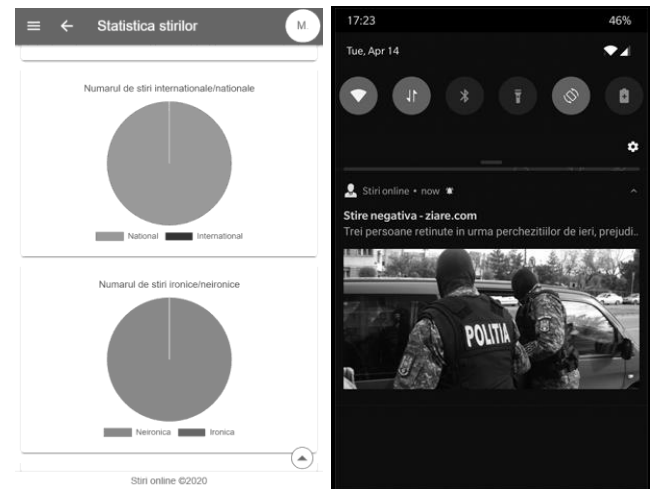 Statistica stirilor
M.
Numarul de stiri internationale/nationale
National International
Numarul de stiri ironice/neironice
Neironica Ironica
Stiri online ©2020
17:23 46%
Tue, Apr 14
Stiri online • now
Stire negativa - ziare.com
Trei persoane retinute in urma perchezitiilor de ieri, prejudi..
POLITIA